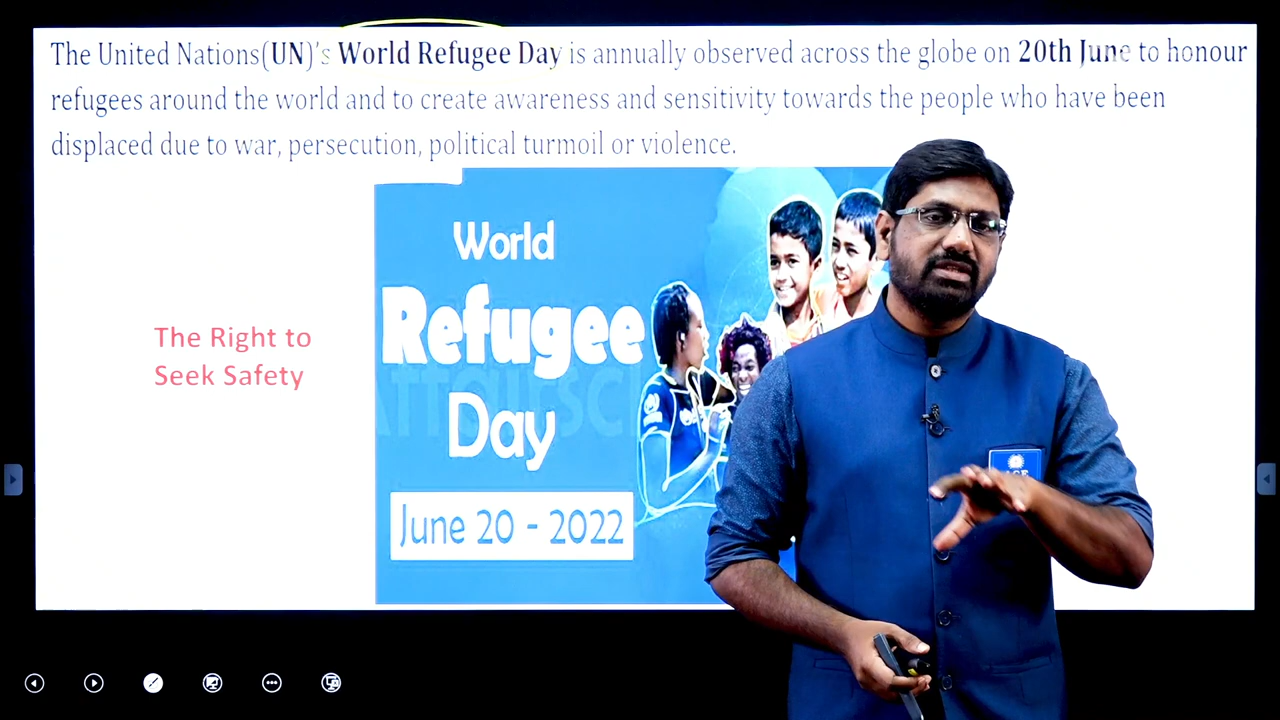 The United Nations(UN)'s World Refugee Day is annually observed across the globe on 20th June to honour
refugees around the world and to create awareness and sensitivity towards the people who have been
displaced due to war, persecution, political turmoil or violence.
World
Refugee
Day
June 20 - 2022
The Right to
Seek Safety